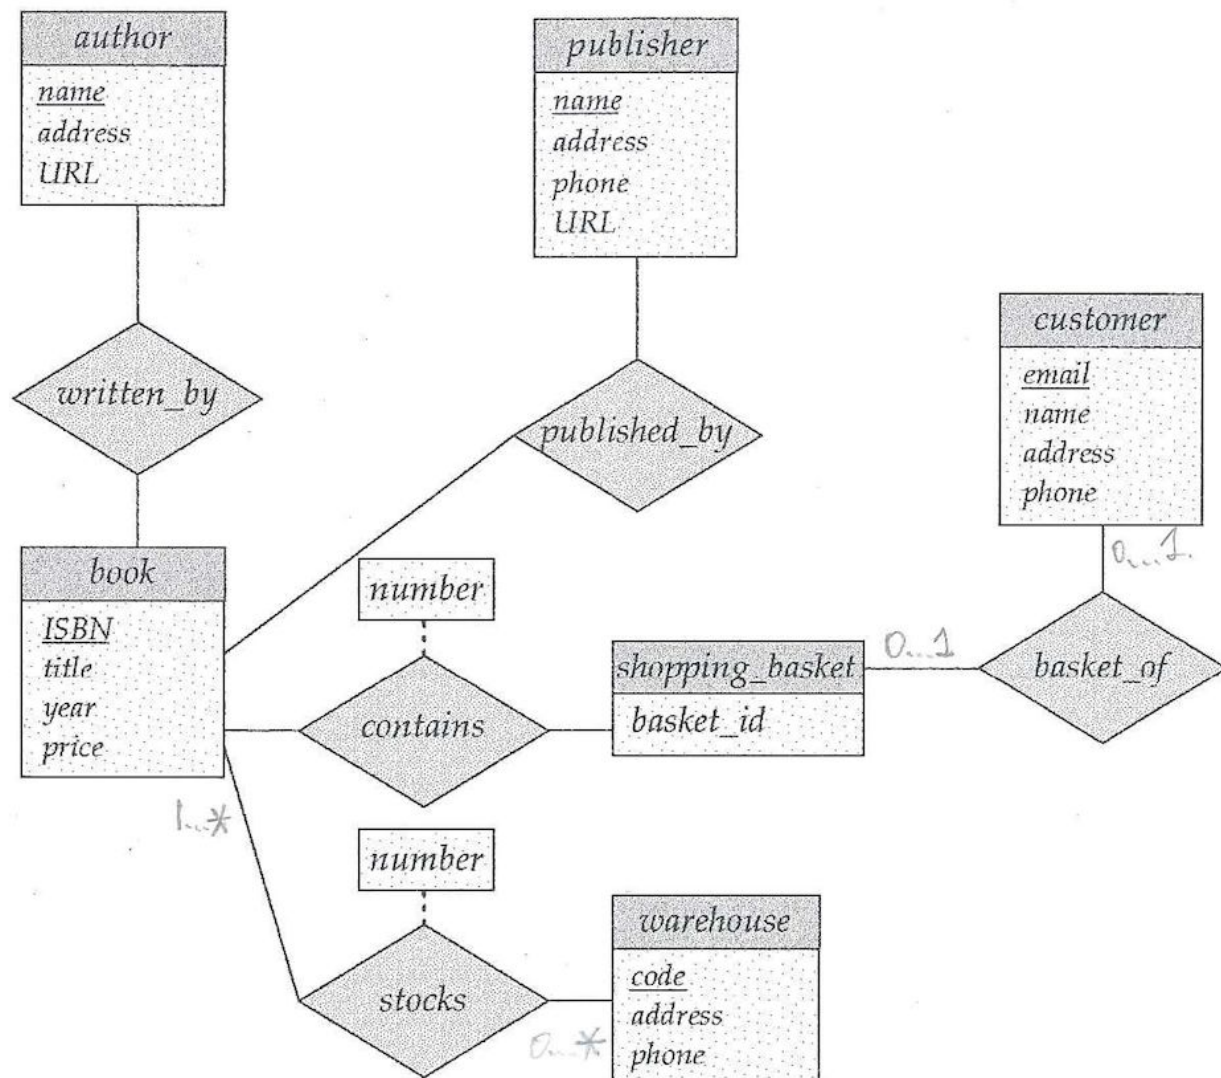 author
name
address
URL
publisher
name
address
phone
URL
written_by
published_by
customer
email
name
address
phone
0...1.
book
ISBN
title
year
price
1...*
number
contains
shopping_basket
basket_id
0...1
basket_of
number
stocks
warehouse
code
address
phone
0...*